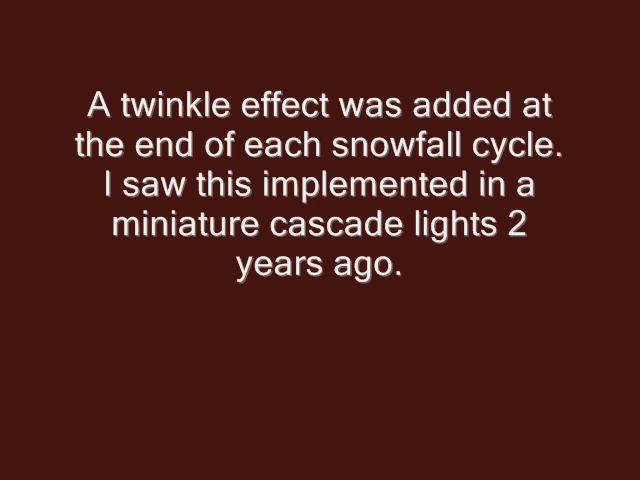 A twinkle effect was added at
the end of each snowfall cycle.
I saw this implemented in a
miniature cascade lights 2
years ago.